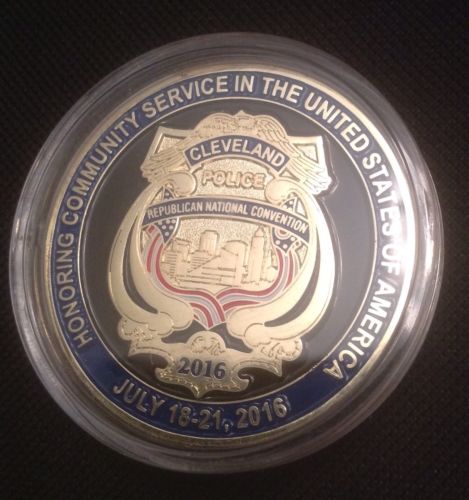 HONORING COMMUNITY SERVICE IN THE UNITED STATES OF AMERICA
CLEVELAND
POLICE
REPUBLICAN NATIONAL CONVENTION
2016
JULY 18-21, 2016